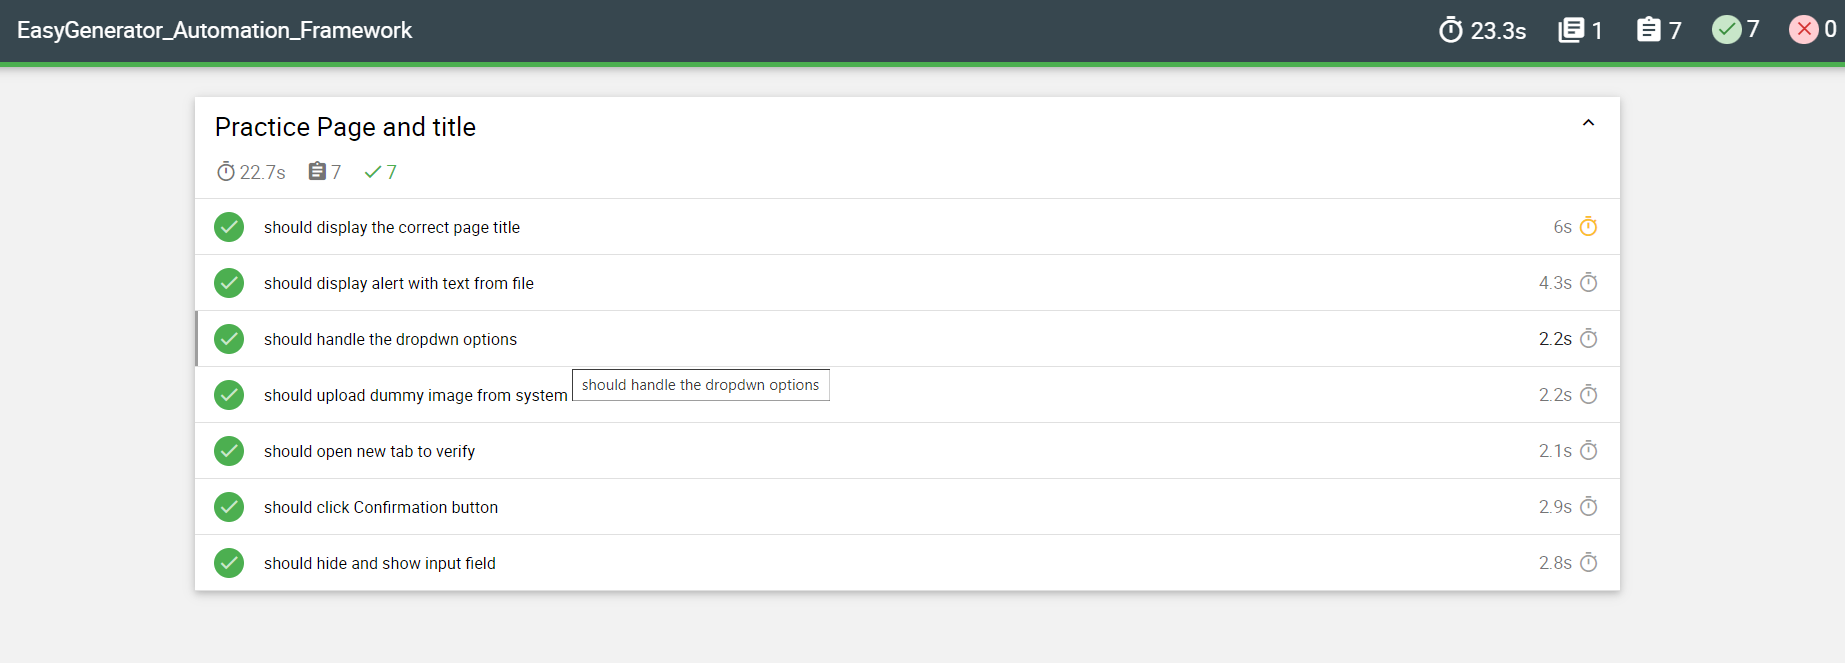 EasyGenerator_Automation_Framework 23.3s 1 7 7 0
Practice Page and title
22.7s 7 7
should display the correct page title 6s
should display alert with text from file 4.3s
should handle the dropdwn options 2.2s
should handle the dropdwn options
should upload dummy image from system 2.2s
should open new tab to verify 2.1s
should click Confirmation button 2.9s
should hide and show input field 2.8s